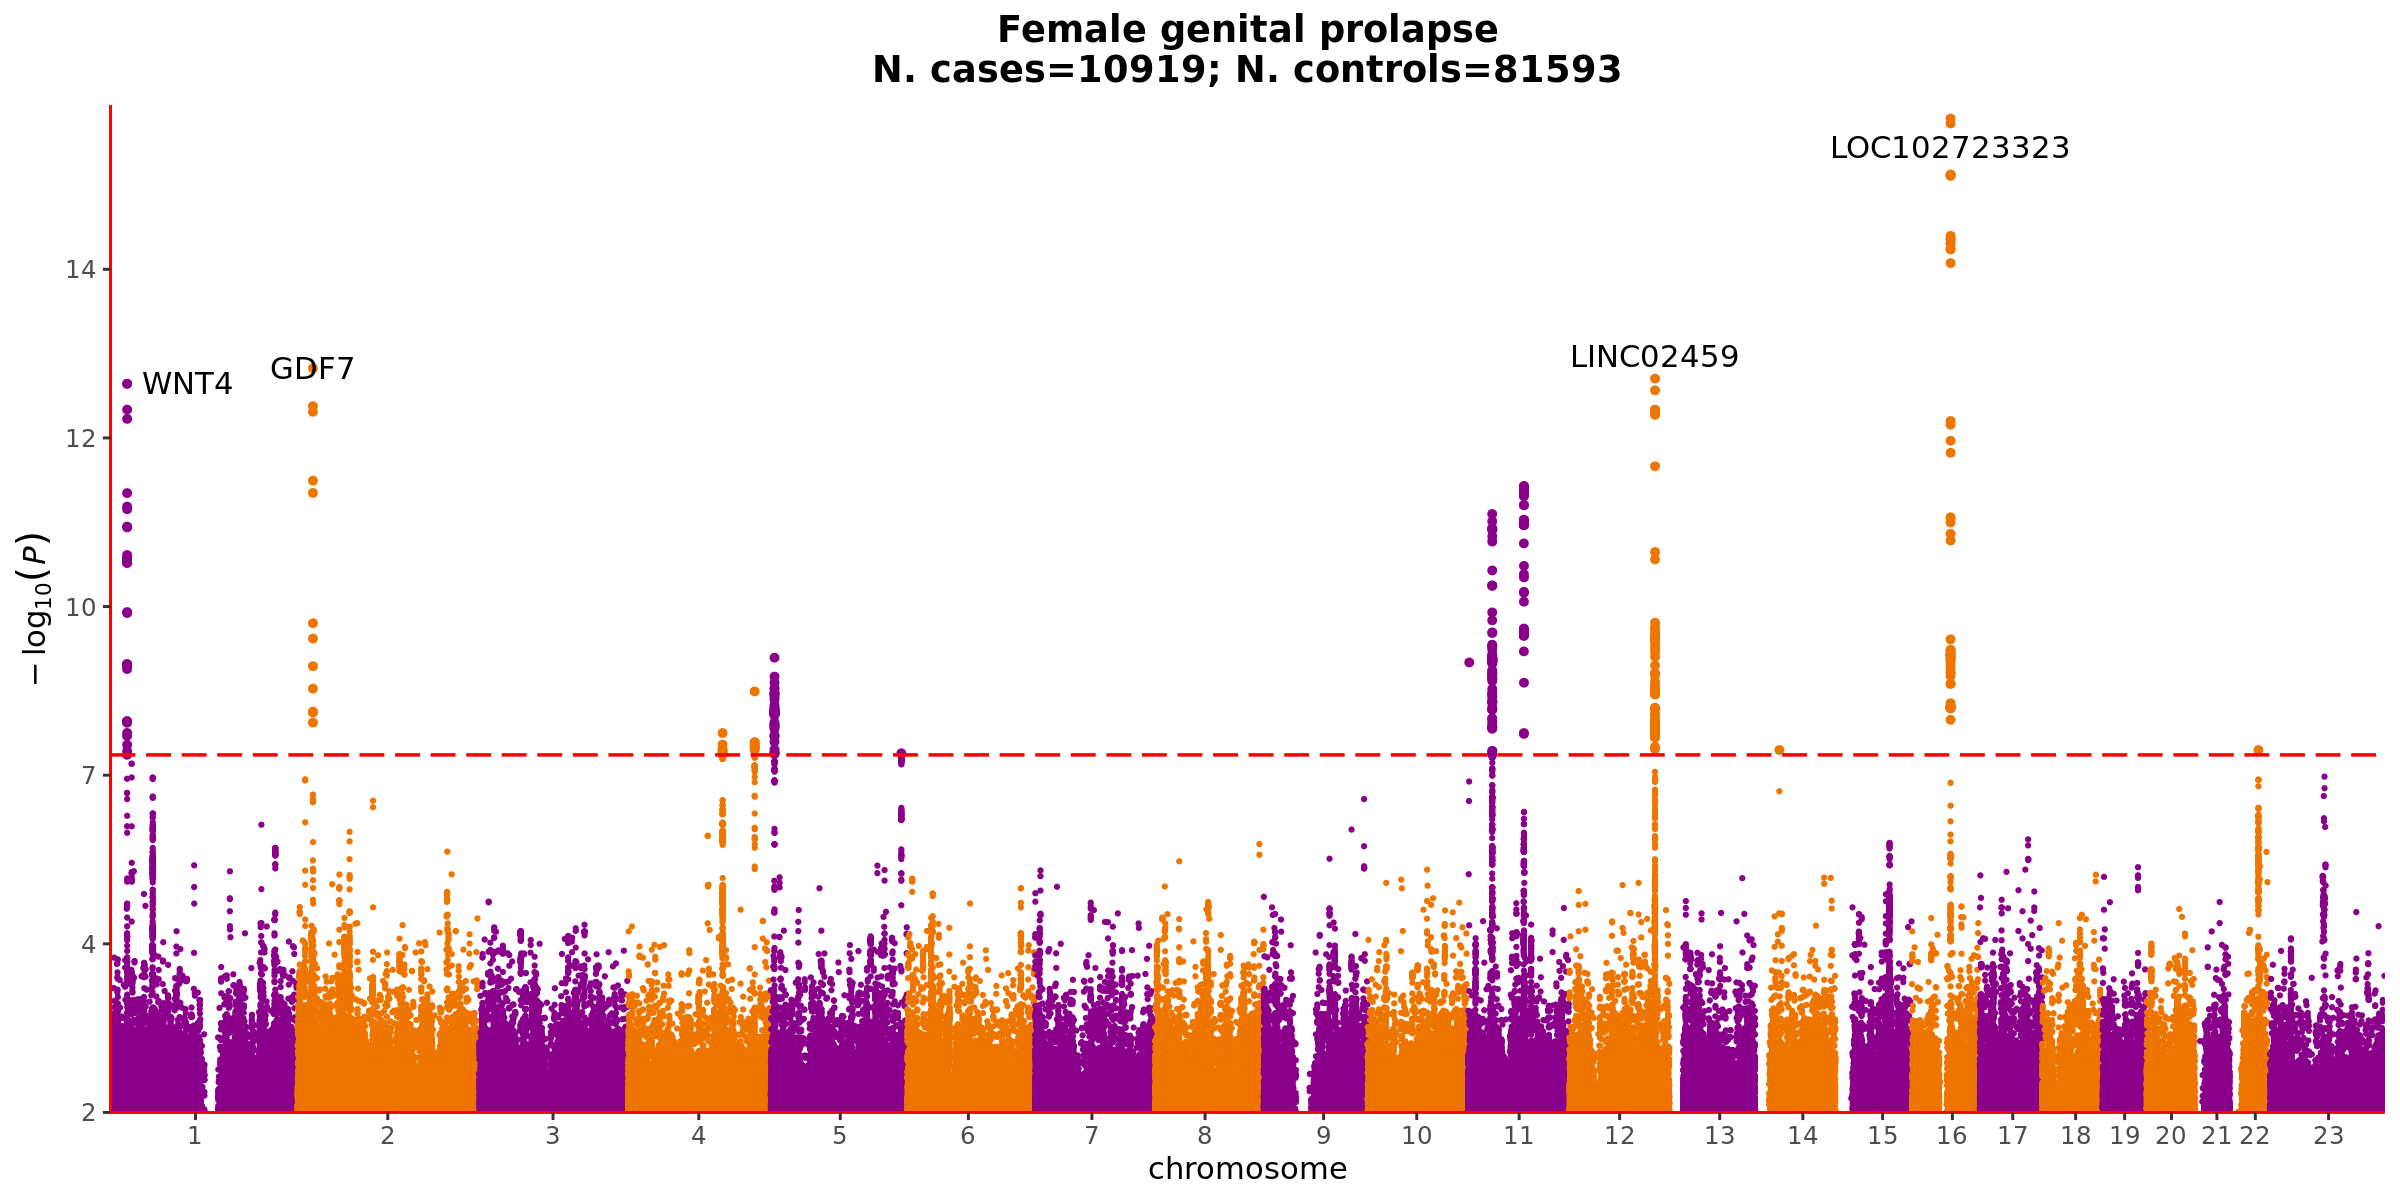 Female genital prolapse
N. cases=10919; N. controls=81593
LOC102723323
14
LINC02459
GDF7
WNT4
12
10
7
4
2
−log10(P)
1 2 3 4 5 6 7 8 9 10 11 12 13 14 15 16 17 18 19 20 21 22 23
chromosome